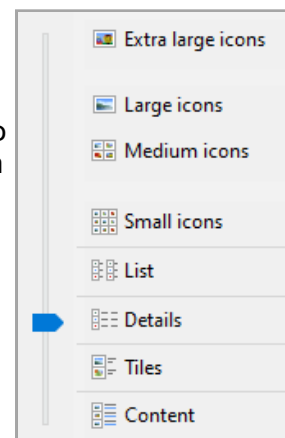 Extra large icons
Large icons
Medium icons
Small icons
List
Details
Tiles
Content